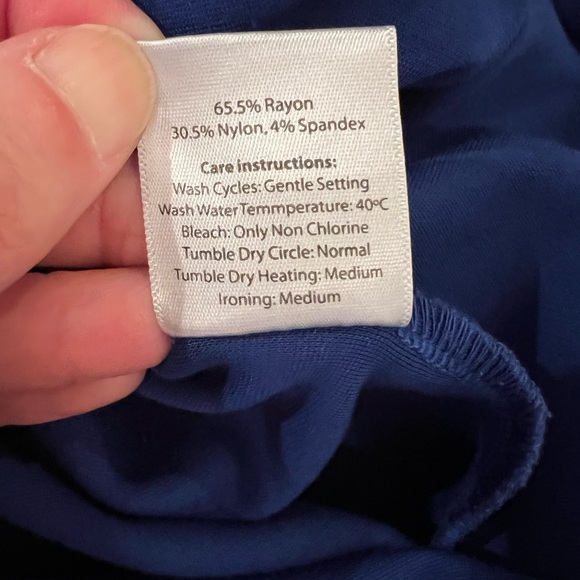 65.5% Rayon
30.5% Nylon, 4% Spandex
Care instructions:
Wash Cycles: Gentle Setting
Wash Water Temmperature: 40ºC
Bleach: Only Non Chlorine
Tumble Dry Circle: Normal
Tumble Dry Heating: Medium
Ironing: Medium